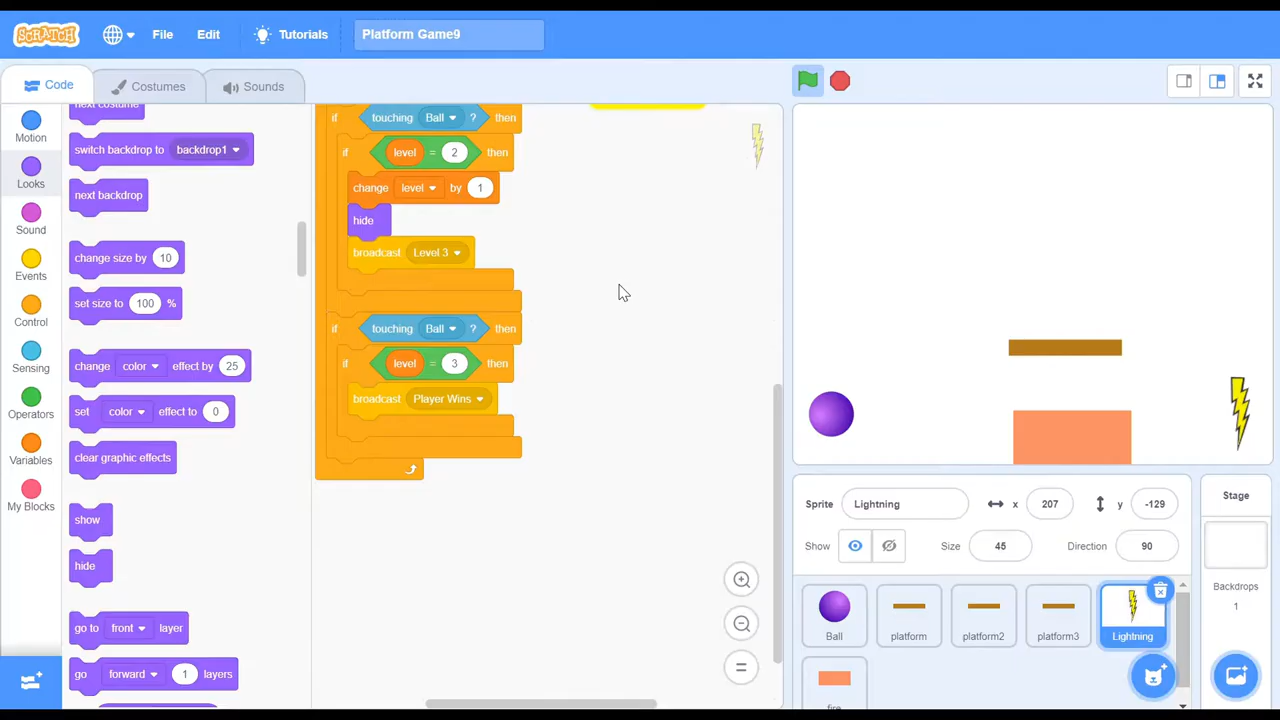 SCRATCH File Edit Tutorials Platform Game9
Code Costumes Sounds
Motion
Looks
Sound
Events
Control
Sensing
Operators
Variables
My Blocks
next costume
switch backdrop to backdrop1
next backdrop
change size by 10
set size to 100 %
change color effect by 25
set color effect to 0
clear graphic effects
show
hide
go to front layer
go forward 1 layers
if touching Ball ? then
if level = 2 then
change level by 1
hide
broadcast Level 3
if touching Ball ? then
if level = 3 then
broadcast Player Wins
Sprite Lightning x 207 y -129
Show Size 45 Direction 90
Ball platform platform2 platform3 Lightning
fire
Stage
Backdrops
1